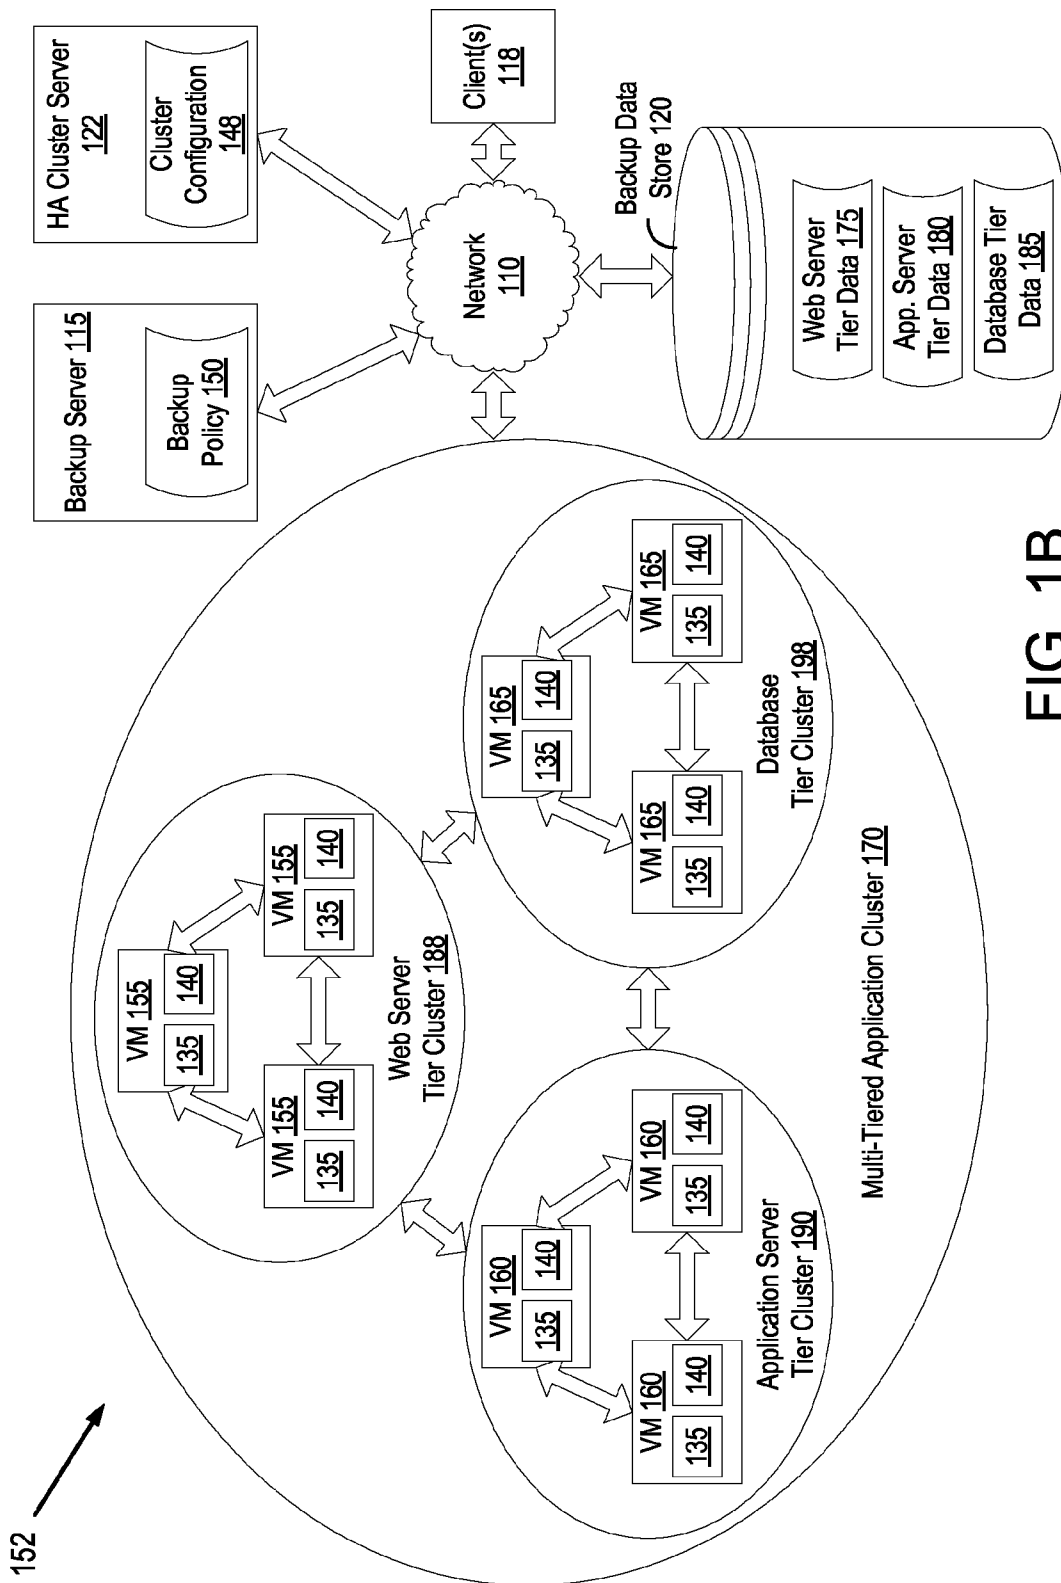 152
HA Cluster Server
122
Cluster
Configuration
148
Backup Server 115
Backup
Policy 150
Client(s)
118
Network
110
Backup Data
Store 120
Web Server
Tier Data 175
App. Server
Tier Data 180
Database Tier
Data 185
VM 155
135
140
VM 155
135
140
VM 155
135
140
Web Server
Tier Cluster 188
VM 160
135
140
VM 160
135
140
VM 160
135
140
Application Server
Tier Cluster 190
VM 165
135
140
VM 165
135
140
VM 165
135
140
Database
Tier Cluster 198
Multi-Tiered Application Cluster 170
FIG. 1B